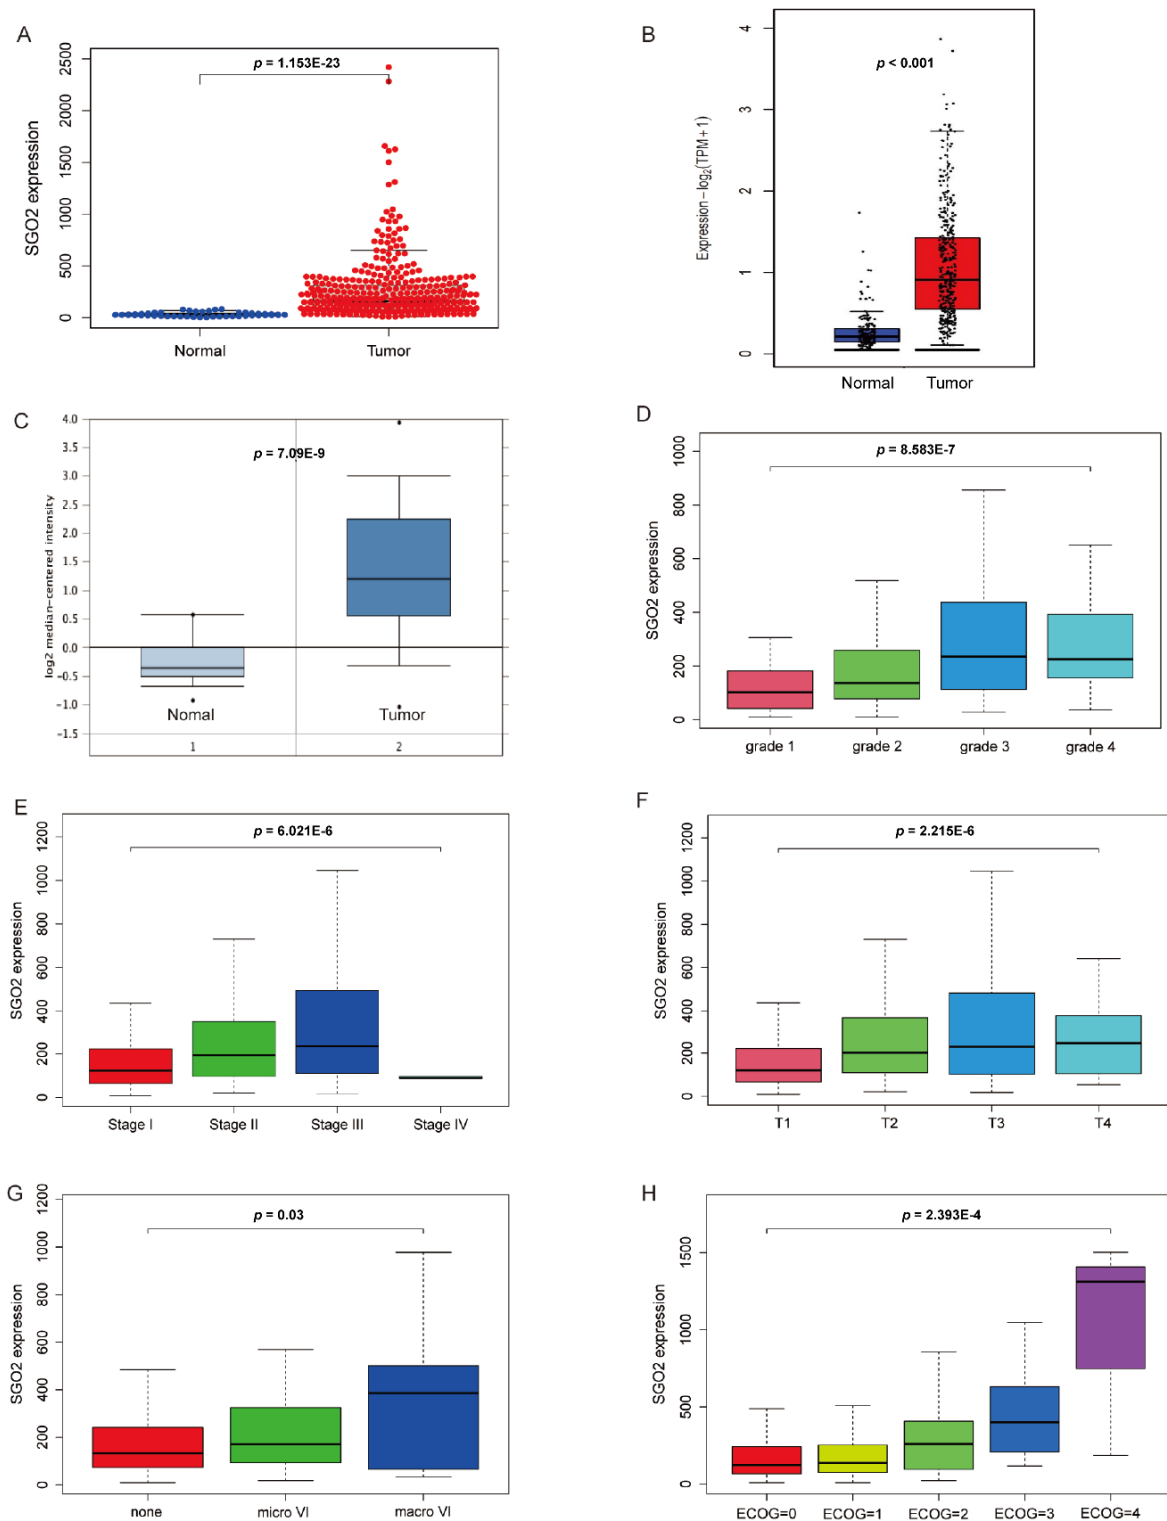 A
p = 1.153E-23
SGO2 expression
2500
2000
1500
1000
500
0
Normal
Tumor
B
p < 0.001
Expression – log2(TPM + 1)
4
3
2
1
0
Normal
Tumor
C
p = 7.09E-9
log2 median-centered intensity
4.0
3.5
3.0
2.5
2.0
1.5
1.0
0.5
0.0
-0.5
-1.0
-1.5
Nomal
Tumor
1
2
D
p = 8.583E-7
SGO2 expression
1000
800
600
400
200
0
grade 1
grade 2
grade 3
grade 4
E
p = 6.021E-6
SGO2 expression
1200
1000
800
600
400
200
0
Stage I
Stage II
Stage III
Stage IV
F
p = 2.215E-6
SGO2 expression
1200
1000
800
600
400
200
0
T1
T2
T3
T4
G
p = 0.03
SGO2 expression
1200
1000
800
600
400
200
0
none
micro VI
macro VI
H
p = 2.393E-4
SGO2 expression
1500
1000
500
0
ECOG=0
ECOG=1
ECOG=2
ECOG=3
ECOG=4